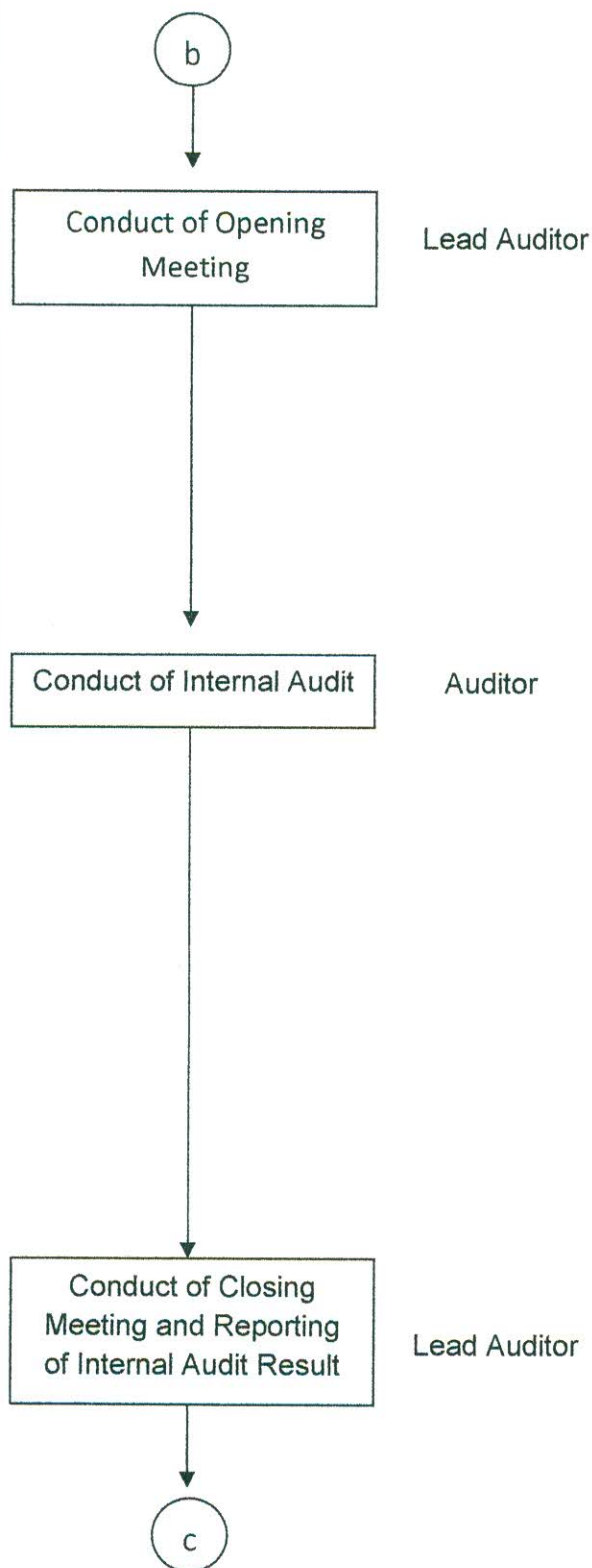 b
Conduct of Opening
Meeting
Lead Auditor
Conduct of Internal Audit
Auditor
Conduct of Closing
Meeting and Reporting
of Internal Audit Result
Lead Auditor
c